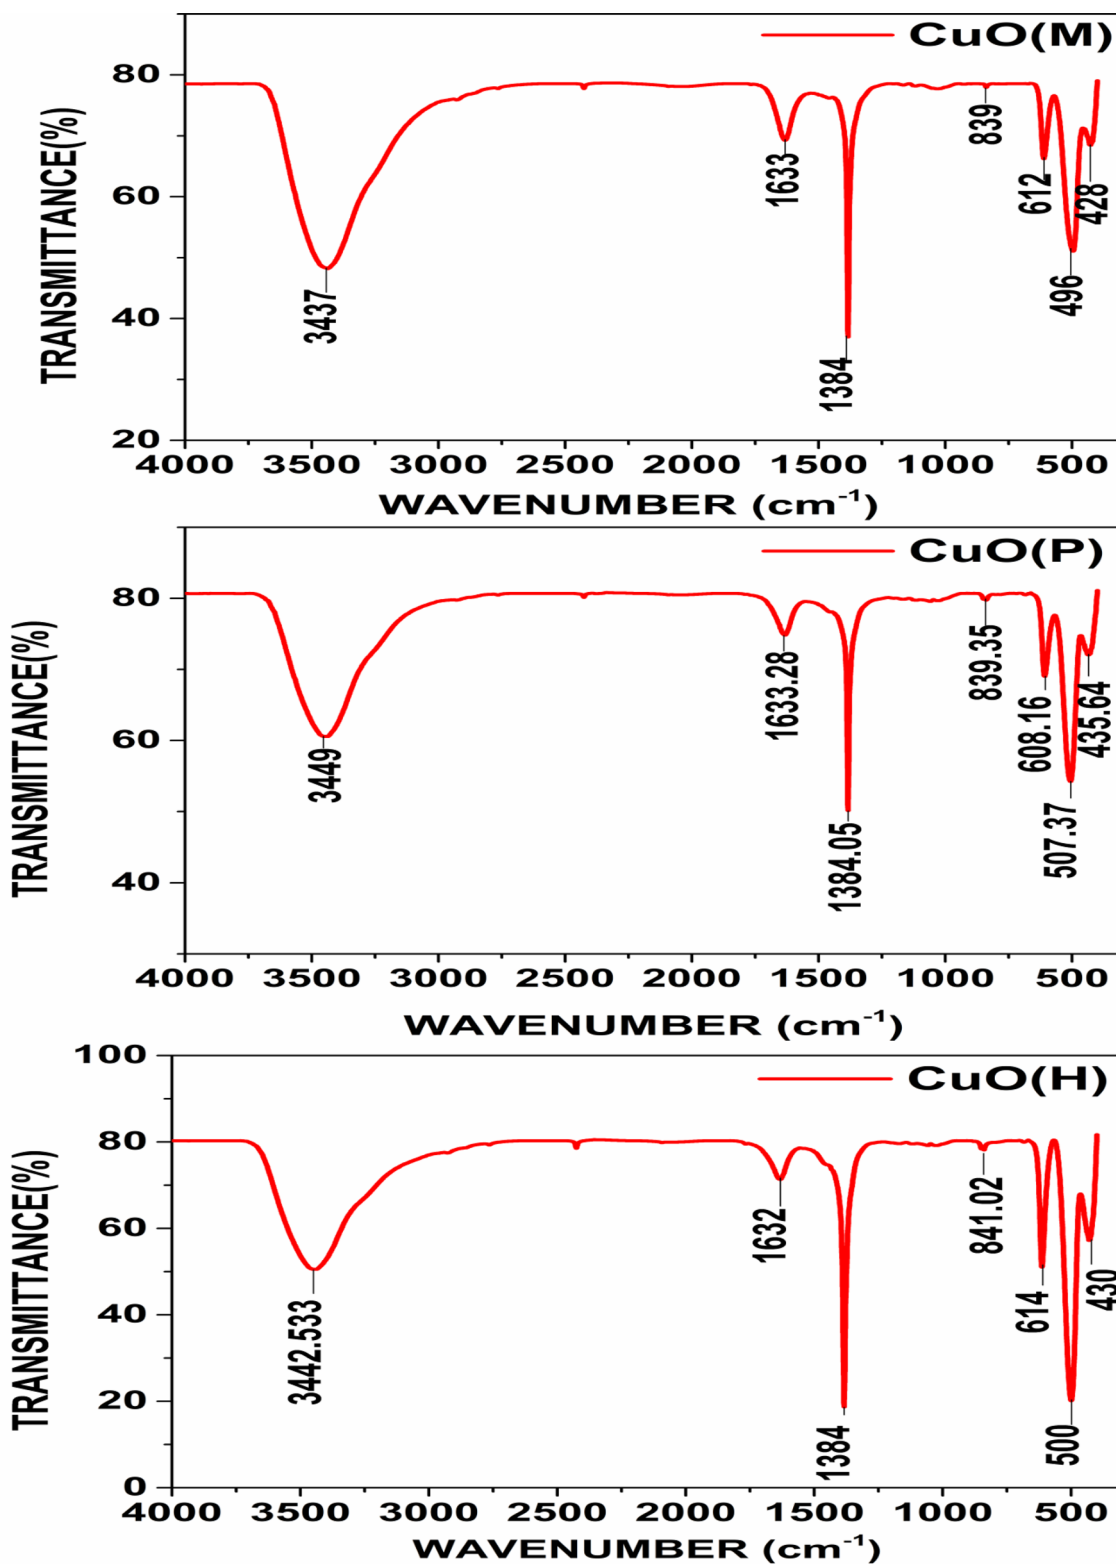 CuO(M)
TRANSMITTANCE(%)
80
60
40
20
3437
1633
1384
839
612
496
428
4000 3500 3000 2500 2000 1500 1000 500
WAVENUMBER (cm⁻¹)
CuO(P)
TRANSMITTANCE(%)
80
60
40
3449
1633.28
1384.05
839.35
608.16
507.37
435.64
4000 3500 3000 2500 2000 1500 1000 500
WAVENUMBER (cm⁻¹)
CuO(H)
TRANSMITTANCE(%)
100
80
60
40
20
0
3442.533
1632
1384
841.02
614
500
430
4000 3500 3000 2500 2000 1500 1000 500
WAVENUMBER (cm⁻¹)